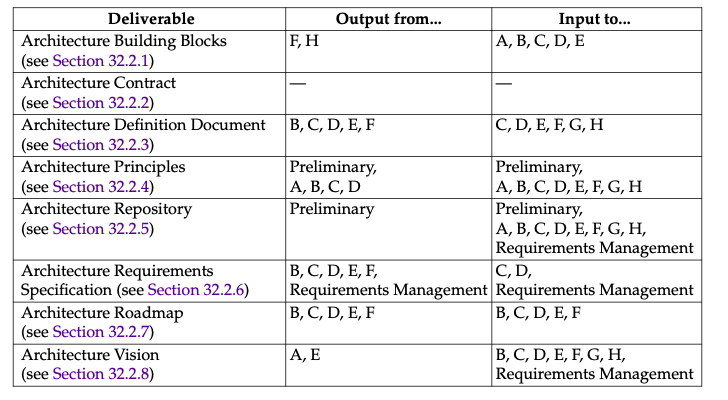 Deliverable Output from... Input to...
Architecture Building Blocks F, H A, B, C, D, E
(see Section 32.2.1)
Architecture Contract — —
(see Section 32.2.2)
Architecture Definition Document B, C, D, E, F C, D, E, F, G, H
(see Section 32.2.3)
Architecture Principles Preliminary, Preliminary,
(see Section 32.2.4) A, B, C, D A, B, C, D, E, F, G, H
Architecture Repository Preliminary Preliminary,
(see Section 32.2.5) A, B, C, D, E, F, G, H,
Requirements Management
Architecture Requirements B, C, D, E, F, C, D,
Specification (see Section 32.2.6) Requirements Management Requirements Management
Architecture Roadmap B, C, D, E, F B, C, D, E, F
(see Section 32.2.7)
Architecture Vision A, E B, C, D, E, F, G, H,
(see Section 32.2.8) Requirements Management